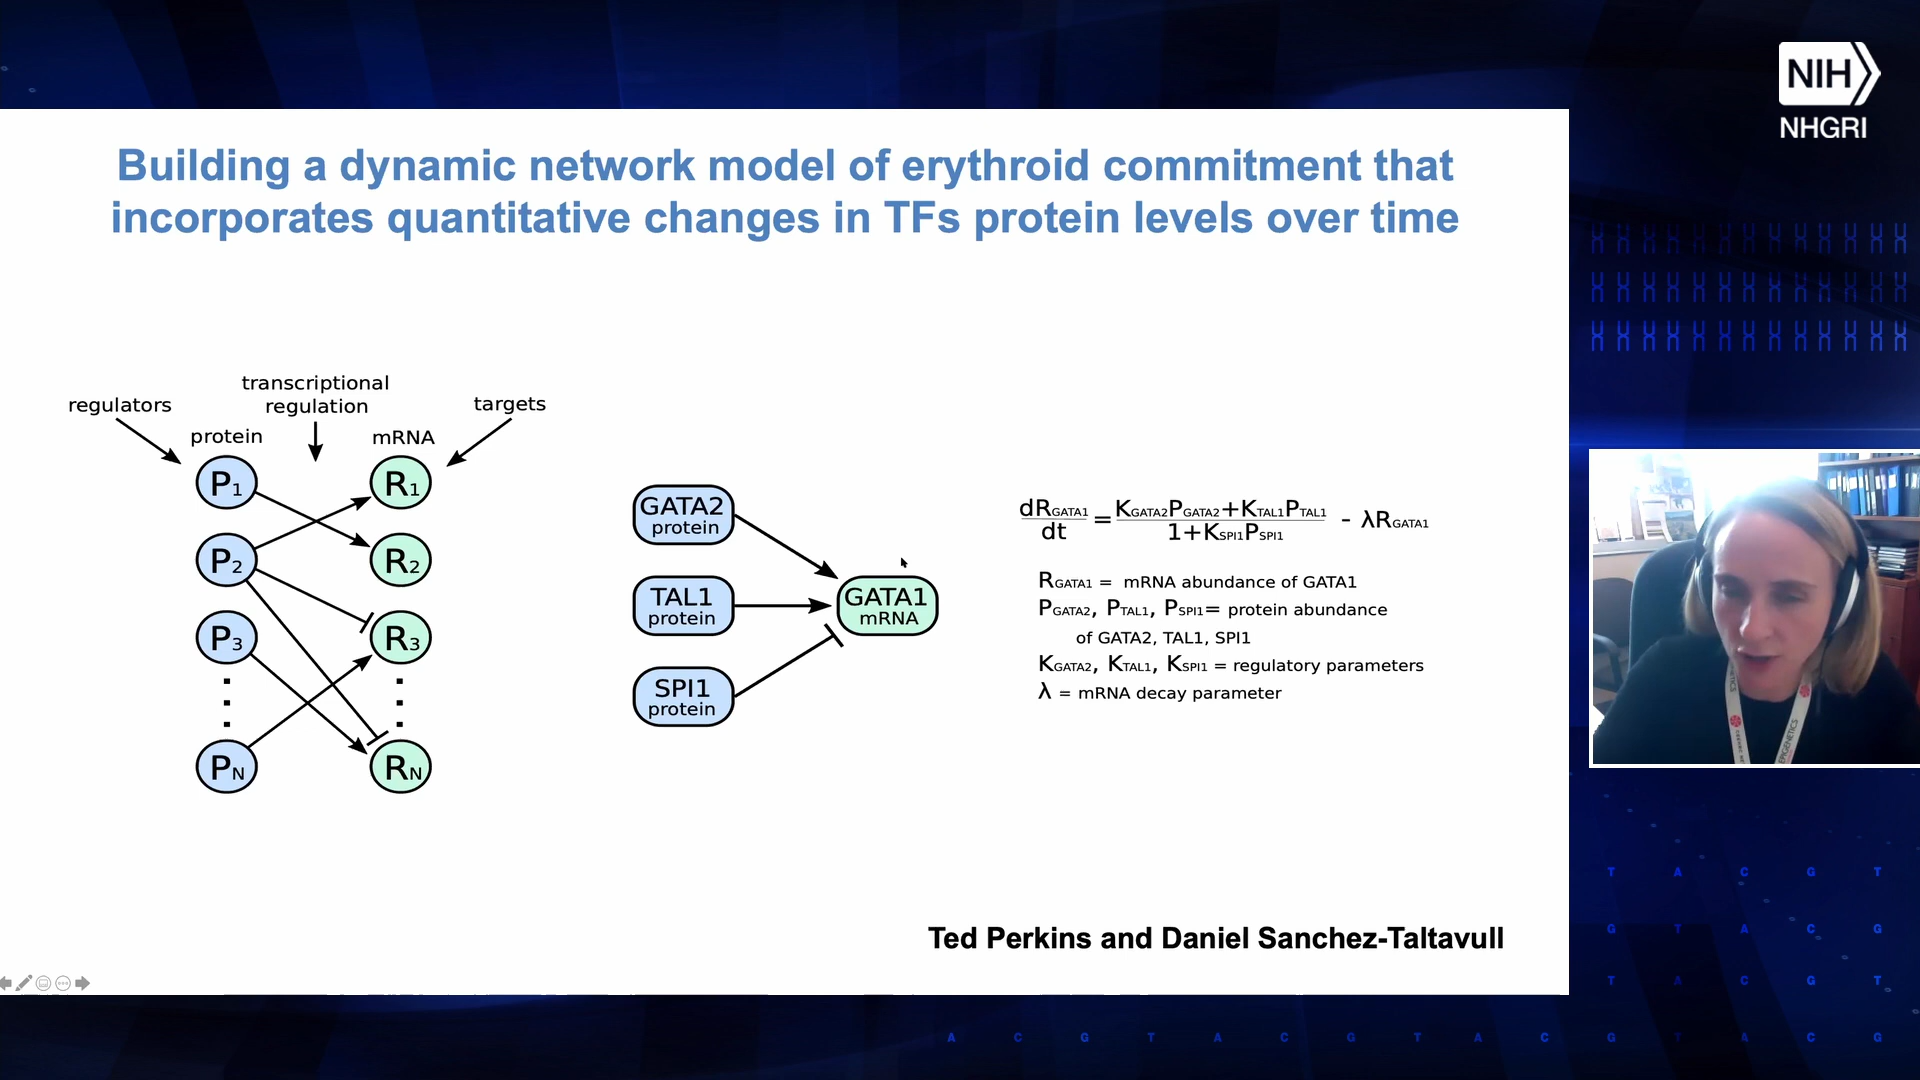 NIH
NHGRI
Building a dynamic network model of erythroid commitment that
incorporates quantitative changes in TFs protein levels over time
regulators
transcriptional
regulation
targets
protein
mRNA
P1
R1
P2
R2
P3
R3
PN
RN
GATA2
protein
TAL1
protein
SPI1
protein
GATA1
mRNA
dRGATA1
dt
=
KGATA2PGATA2+KTAL1PTAL1
1+KSPI1PSPI1
- λRGATA1
RGATA1 = mRNA abundance of GATA1
PGATA2, PTAL1, PSPI1= protein abundance
of GATA2, TAL1, SPI1
KGATA2, KTAL1, KSPI1 = regulatory parameters
λ = mRNA decay parameter
Ted Perkins and Daniel Sanchez-Taltavull
T A C G T
G T A C G
T A C G T
A C G T A C G T A C G T A C G